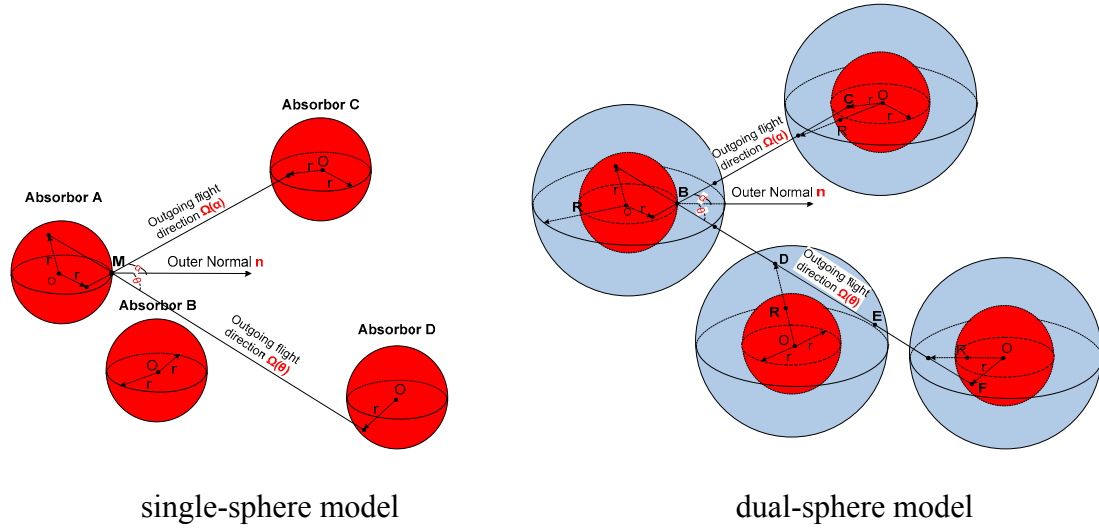 Absorbor C
O
r
r
Outgoing flight
direction Ω(α)
Absorbor A
M
α
θ
Outer Normal n
r
O
r
Absorbor B
O
r
r
Outgoing flight
direction Ω(θ)
Absorbor D
O
r
single-sphere model
C
O
r
r
R
Outgoing flight
direction Ω(α)
B
α
θ
Outer Normal n
r
O
r
R
D
Outgoing flight
direction Ω(θ)
E
R
O
r
r
R
O
r
F
dual-sphere model